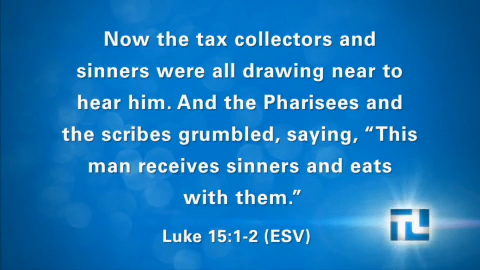 Now the tax collectors and
sinners were all drawing near to
hear him. And the Pharisees and
the scribes grumbled, saying, “This
man receives sinners and eats
with them.”
Luke 15:1-2 (ESV)